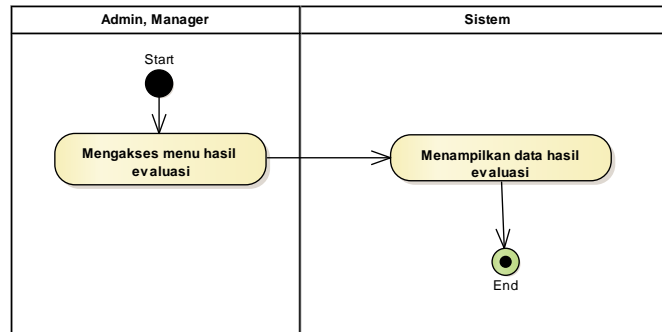 Admin, Manager
Sistem
Start
Mengakses menu hasil
evaluasi
Menampilkan data hasil
evaluasi
End